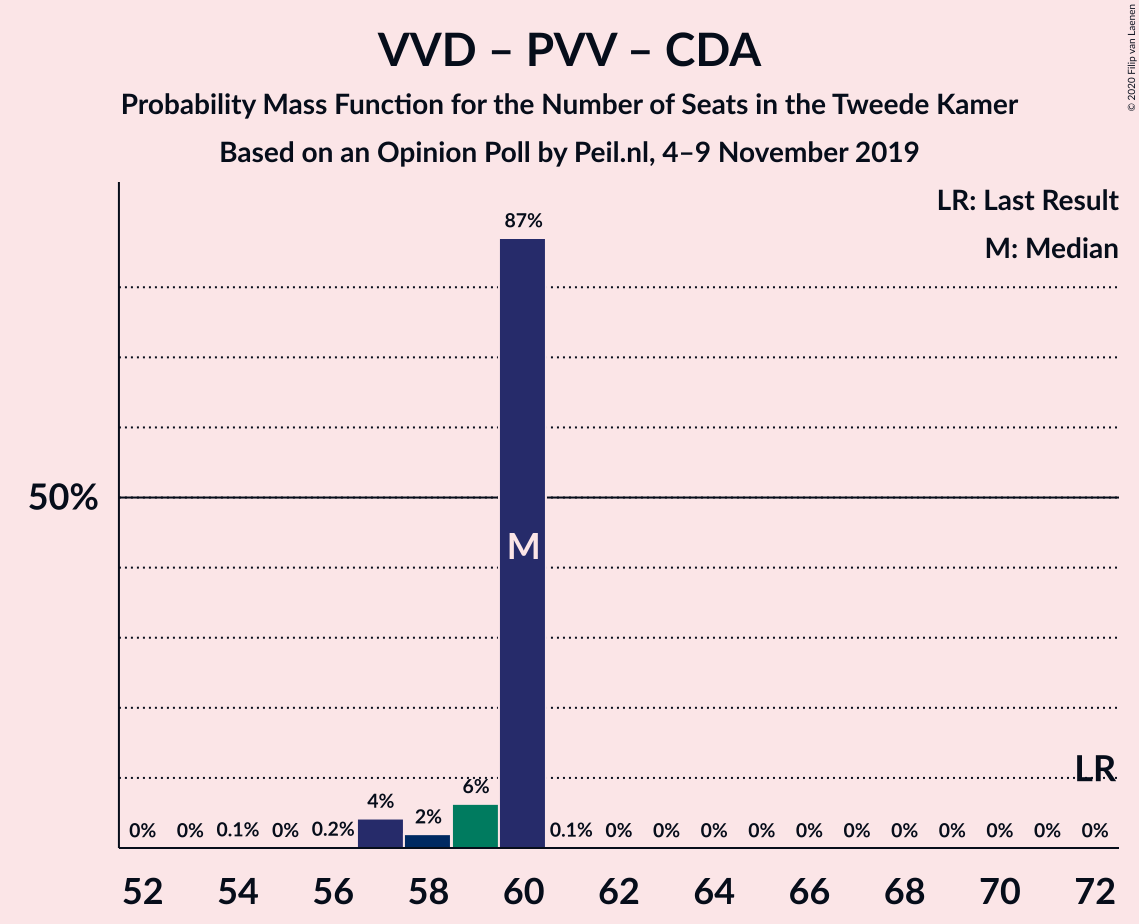 VVD – PVV – CDA
Probability Mass Function for the Number of Seats in the Tweede Kamer
Based on an Opinion Poll by Peil.nl, 4–9 November 2019
© 2020 Filip van Laenen
LR: Last Result
M: Median
87%
50%
M
LR
0% 0% 0.1% 0% 0.2% 4% 2% 6% 0.1% 0% 0% 0% 0% 0% 0% 0% 0% 0% 0% 0%
52 54 56 58 60 62 64 66 68 70 72